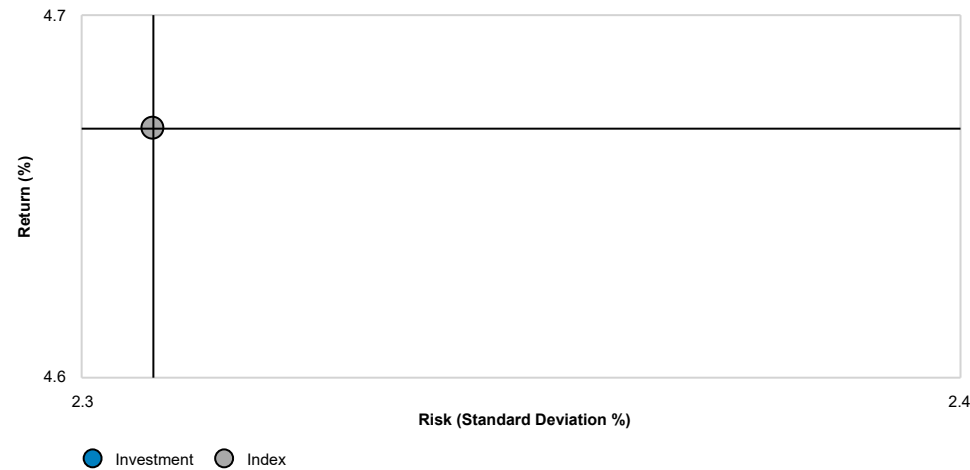 4.7
Return (%)
4.6
2.3
2.4
Risk (Standard Deviation %)
Investment
Index